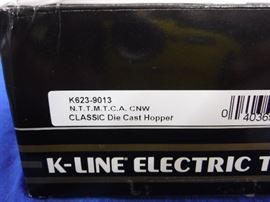 K623-9013
N.T.T.M.T.C.A. CNW
CLASSIC Die Cast Hopper
K-LINE ELECTRIC T